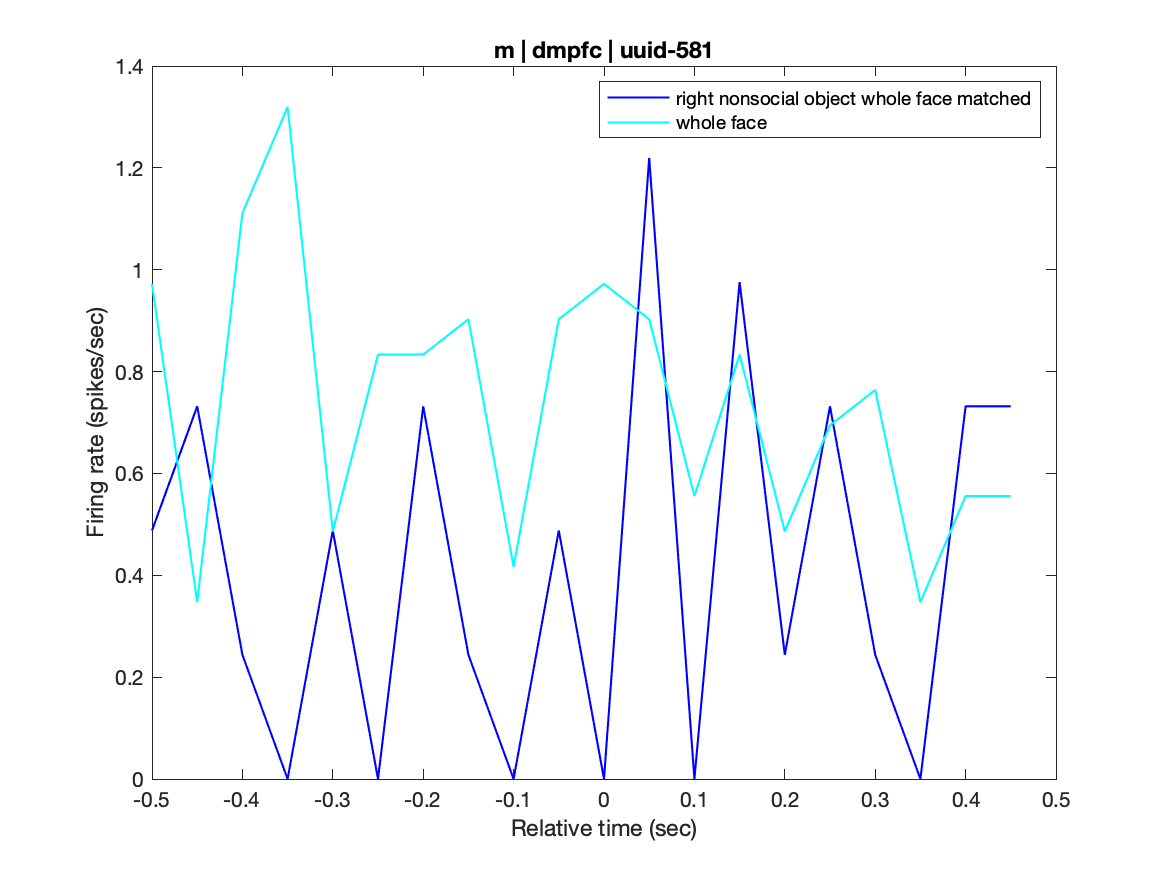 m | dmpfc | uuid-581
right nonsocial object whole face matched
whole face
Firing rate (spikes/sec)
1.4
1.2
1
0.8
0.6
0.4
0.2
0
-0.5 -0.4 -0.3 -0.2 -0.1 0 0.1 0.2 0.3 0.4 0.5
Relative time (sec)